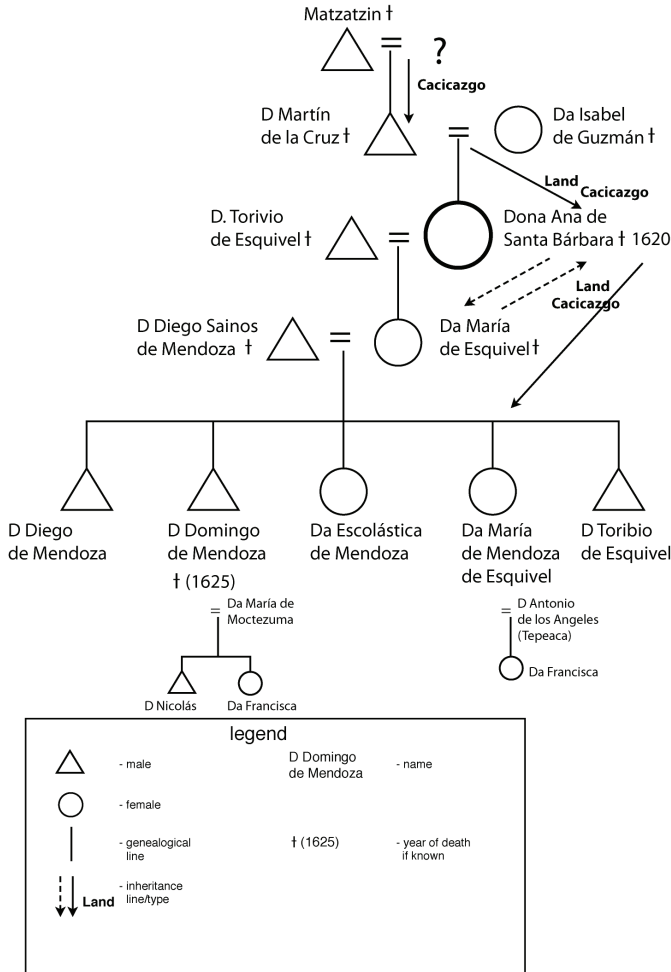 Matzatzin †
?
Cacicazgo
D Martín
de la Cruz †
Da Isabel
de Guzmán †
Land
Cacicazgo
D. Torivio
de Esquivel †
Dona Ana de
Santa Bárbara † 1620
Land
Cacicazgo
D Diego Sainos
de Mendoza †
Da María
de Esquivel †
D Diego
de Mendoza
D Domingo
de Mendoza
† (1625)
Da Escolástica
de Mendoza
Da María
de Mendoza
de Esquivel
D Toribio
de Esquivel
= Da María de
Moctezuma
= D Antonio
de los Angeles
(Tepeaca)
Da Francisca
D Nicolás
Da Francisca
legend
- male
D Domingo
de Mendoza
- name
- female
- genealogical
line
† (1625)
- year of death
if known
Land
- inheritance
line/type